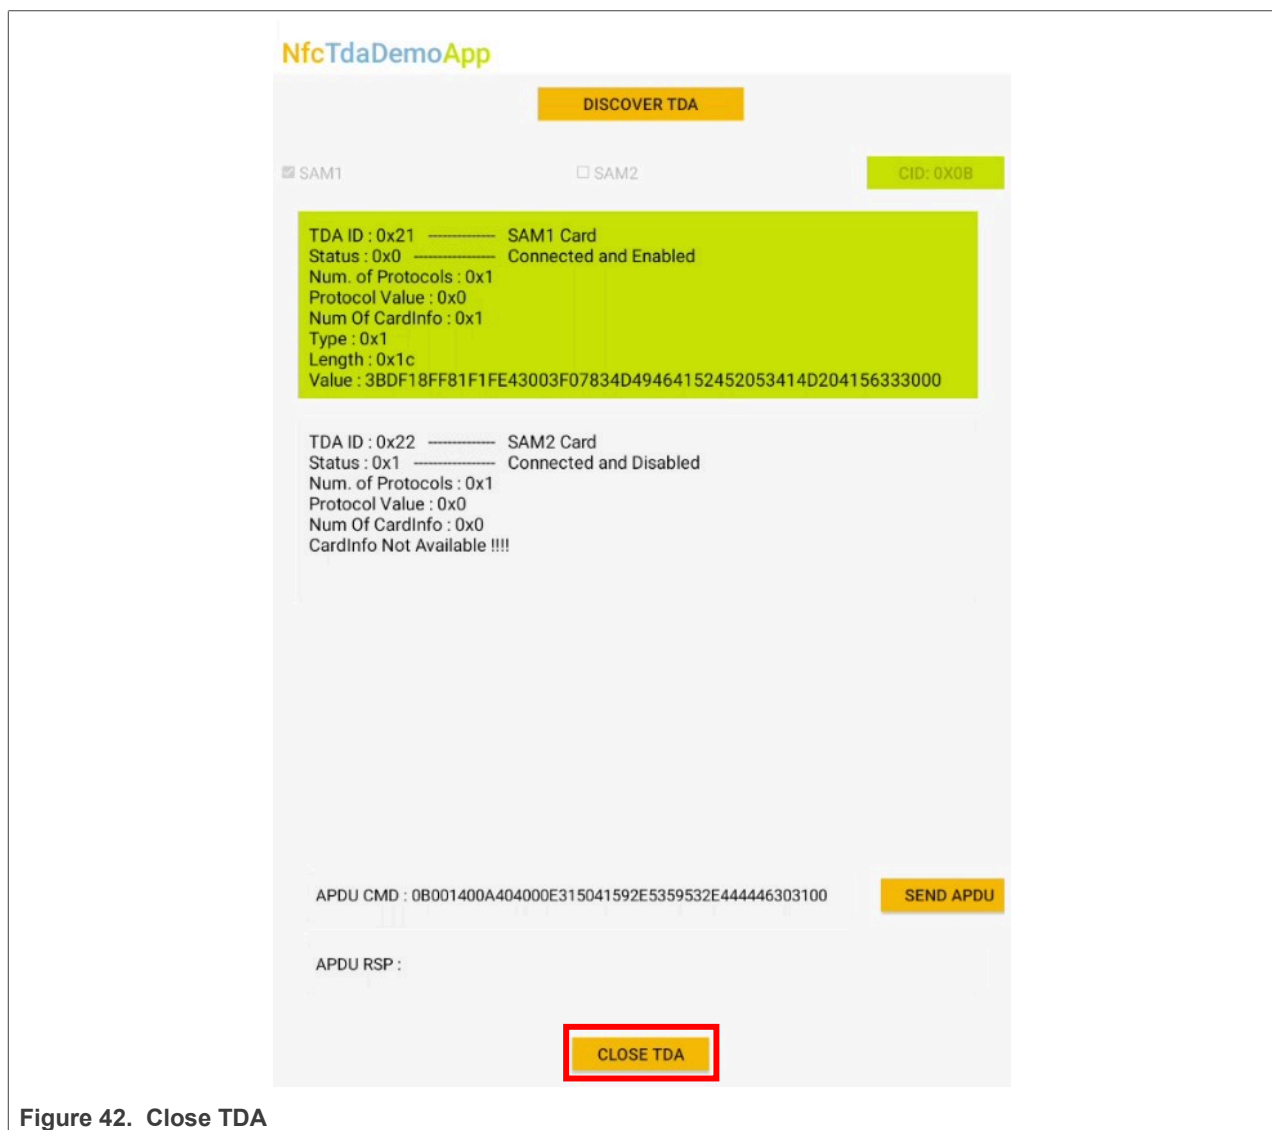 NfcTdaDemoApp
DISCOVER TDA
SAM1 SAM2 CID: 0X0B
TDA ID : 0x21 -------------- SAM1 Card
Status : 0x0 ----------------- Connected and Enabled
Num. of Protocols : 0x1
Protocol Value : 0x0
Num Of CardInfo : 0x1
Type : 0x1
Length : 0x1c
Value : 3BDF18FF81F1FE43003F07834D49464152452053414D204156333000
TDA ID : 0x22 -------------- SAM2 Card
Status : 0x1 ----------------- Connected and Disabled
Num. of Protocols : 0x1
Protocol Value : 0x0
Num Of CardInfo : 0x0
CardInfo Not Available !!!!
APDU CMD : 0B001400A404000E315041592E5359532E444446303100 SEND APDU
APDU RSP :
CLOSE TDA
Figure 42. Close TDA